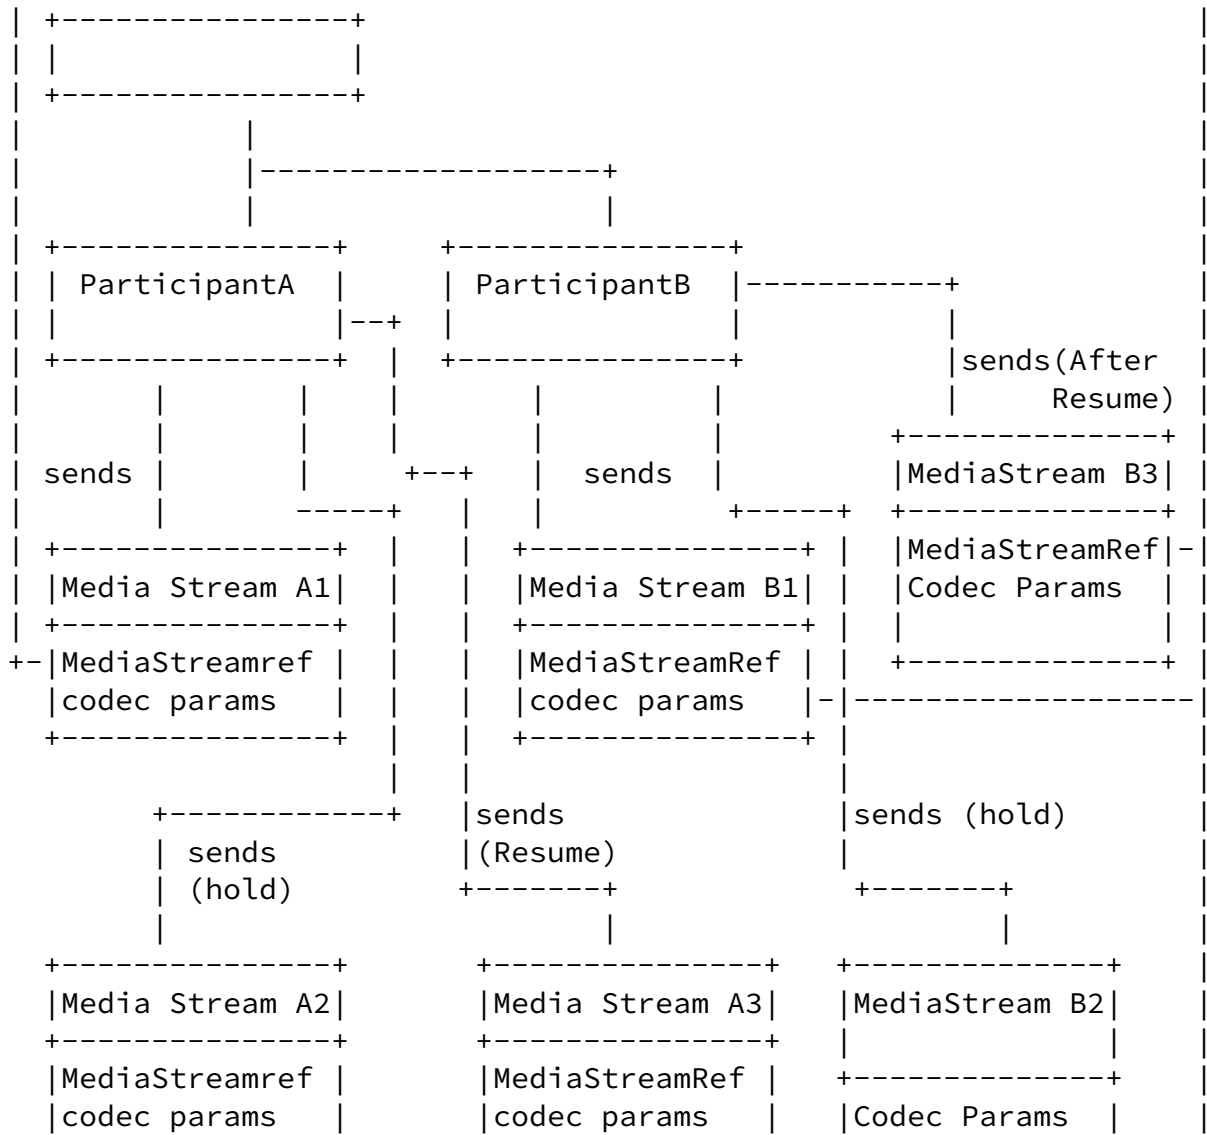 ParticipantA ParticipantB
sends(After
Resume)
sends sends MediaStream B3
MediaStreamRef
Media Stream A1 Media Stream B1 Codec Params
MediaStreamref MediaStreamRef
codec params codec params
sends sends (hold)
sends (Resume)
(hold)
Media Stream A2 Media Stream A3 MediaStream B2
MediaStreamref MediaStreamRef
codec params codec params Codec Params